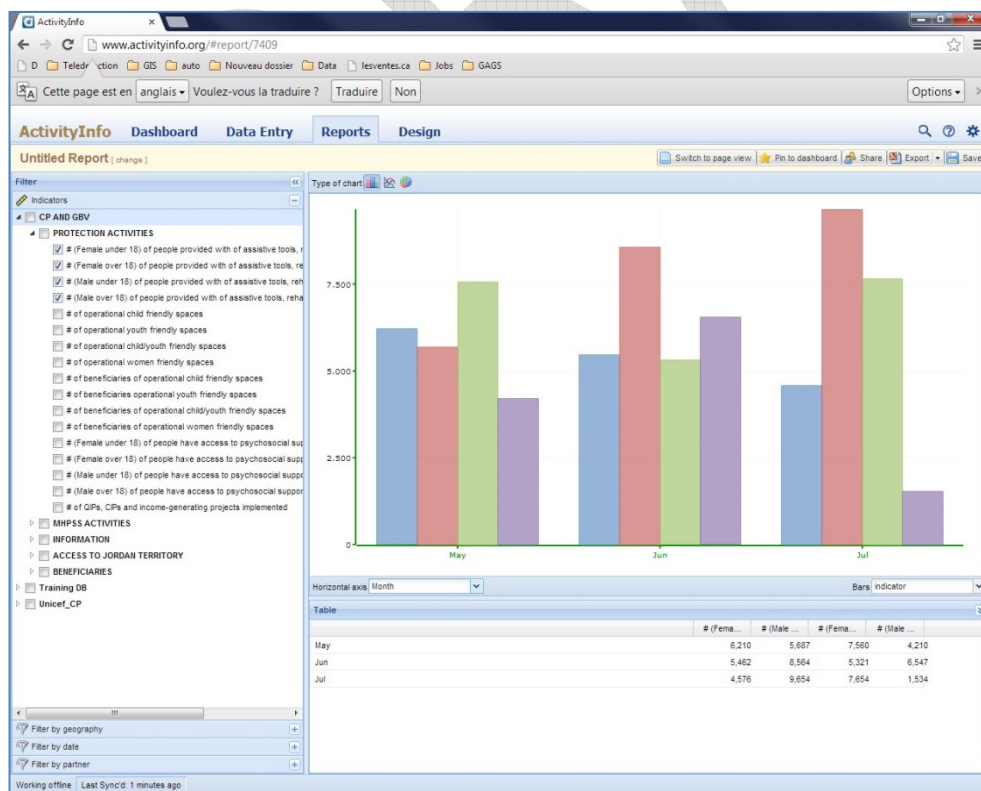 ActivityInfo
www.activityinfo.org/#report/7409
D Nouveau dossier GIS auto Data lesventes.ca Jobs GAGS
Cette page est en anglais Voulez-vous la traduire ? Traduire Non Options
ActivityInfo Dashboard Data Entry Reports Design
Untitled Report [ change ] Switch to page view Pin to dashboard Share Export Save
Filter Type of chart
Indicators
CP AND GBV
PROTECTION ACTIVITIES
# (Female under 18) of people provided with of assistive tools,
# (Female over 18) of people provided with of assistive tools, re
# (Male under 18) of people provided with of assistive tools, reh
# (Male over 18) of people provided with of assistive tools, reha
# of operational child friendly spaces
# of operational youth friendly spaces
# of operational child/youth friendly spaces
# of operational women friendly spaces
# of beneficiaries of operational child friendly spaces
# of beneficiaries operational youth friendly spaces
# of beneficiaries of operational child/youth friendly spaces
# of beneficiaries of operational women friendly spaces
# (Female under 18) of people have access to psychosocial sup
# (Female over 18) of people have access to psychosocial supp
# (Male under 18) of people have access to psychosocial suppo
# (Male over 18) of people have access to psychosocial suppor
# of QIPs, CIPs and income-generating projects implemented
MHPSS ACTIVITIES
INFORMATION
ACCESS TO JORDAN TERRITORY
BENEFICIARIES
Training DB
Unicef_CP
Filter by geography
Filter by date
Filter by partner
Working offline Last Sync'd: 1 minutes ago
7.500
5.000
2.500
0
May Jun Jul
Horizontal axis Month Bars indicator
Table
# (Fema... # (Male ... # (Fema... # (Male ...
May 6,210 5,687 7,560 4,210
Jun 5,462 8,564 5,321 6,547
Jul 4,576 9,654 7,654 1,534